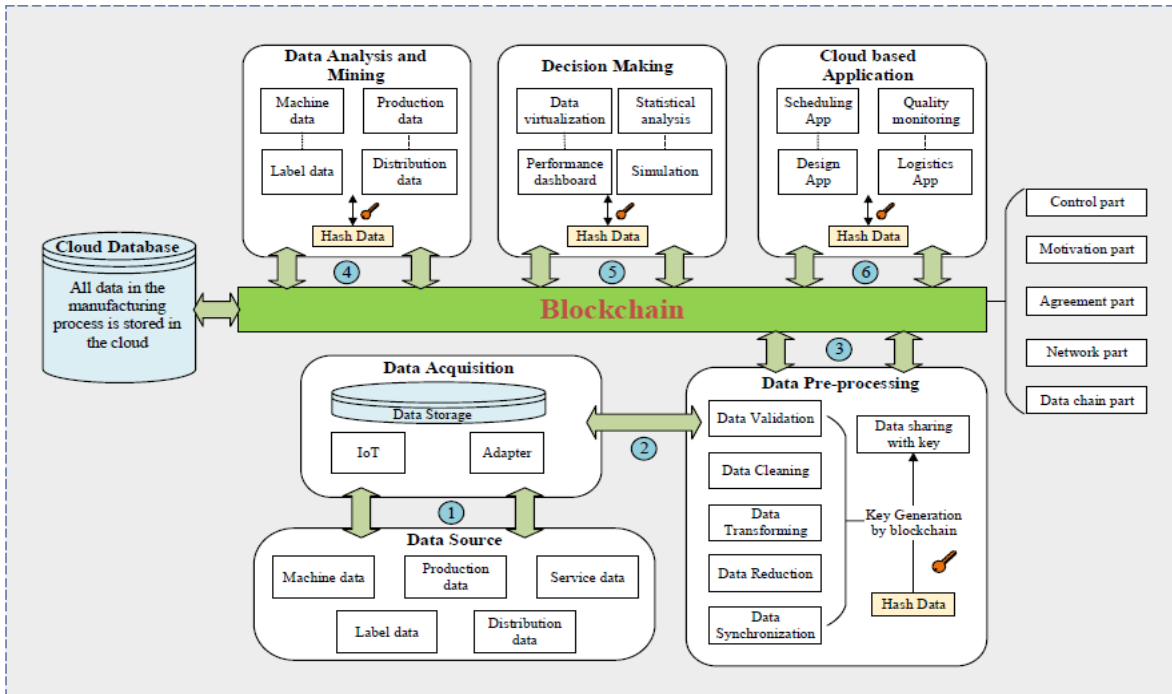 Data Analysis and
Mining
Machine
data
Production
data
Label data
Distribution
data
Hash Data
4
Decision Making
Data
virtualization
Statistical
analysis
Performance
dashboard
Simulation
Hash Data
5
Cloud based
Application
Scheduling
App
Quality
monitoring
Design
App
Logistics
App
Hash Data
6
Cloud Database
All data in the
manufacturing
process is stored in
the cloud
Blockchain
Control part
Motivation part
Agreement part
Network part
Data chain part
3
Data Acquisition
Data Storage
IoT
Adapter
2
1
Data Source
Machine data
Production
data
Service data
Label data
Distribution
data
Data Pre-processing
Data Validation
Data Cleaning
Data
Transforming
Data Reduction
Data
Synchronization
Data sharing
with key
Key Generation
by blockchain
Hash Data